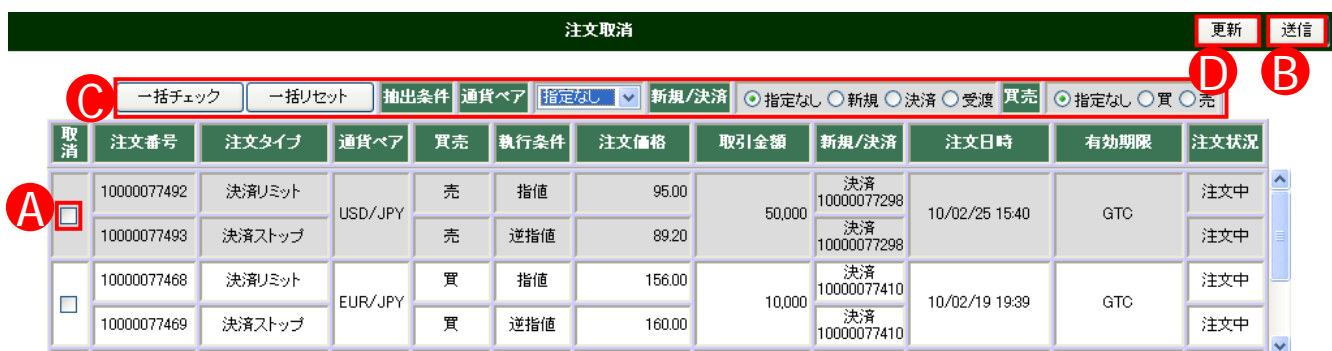 注文取消 更新 送信
D B
C 一括チェック 一括リセット 抽出条件 通貨ペア 指定なし 新規/決済 指定なし 新規 決済 受渡 買売 指定なし 買 売
取消 注文番号 注文タイプ 通貨ペア 買売 執行条件 注文価格 取引金額 新規/決済 注文日時 有効期限 注文状況
A
10000077492 決済リミット USD/JPY 売 指値 95.00 50,000 決済 10000077298 10/02/25 15:40 GTC 注文中
10000077493 決済ストップ 売 逆指値 89.20 決済 10000077298 注文中
10000077468 決済リミット EUR/JPY 買 指値 156.00 10,000 決済 10000077410 10/02/19 19:39 GTC 注文中
10000077469 決済ストップ 買 逆指値 160.00 決済 10000077410 注文中